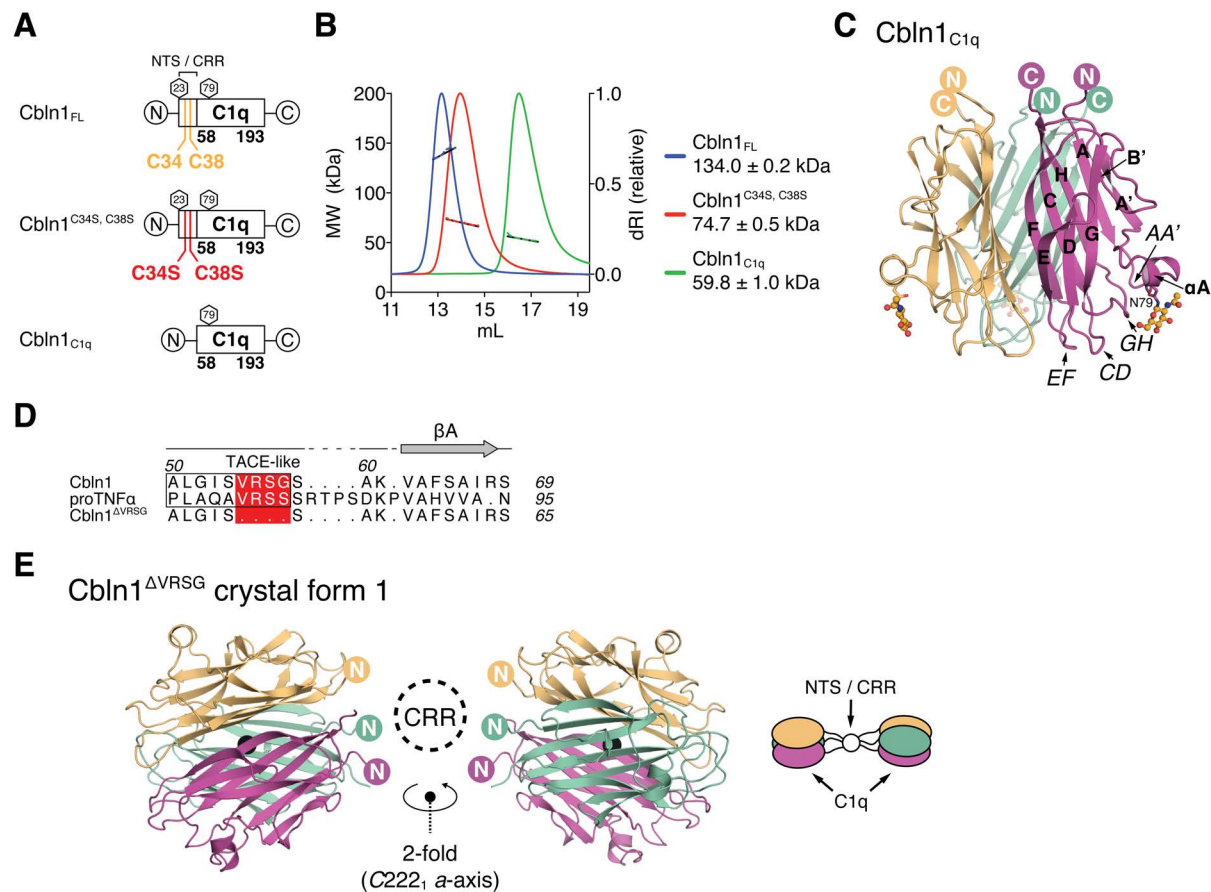 A
NTS / CRR
23
79
Cbln1FL
N
C1q
C
58 193
C34 C38
23
79
Cbln1C34S, C38S
N
C1q
C
58 193
C34S C38S
79
Cbln1C1q
N
C1q
C
58 193
B
MW (kDa)
200
150
100
50
0
11 13 15 17 19
mL
1.0
0.5
0.0
dRI (relative)
Cbln1FL
134.0 ± 0.2 kDa
Cbln1C34S, C38S
74.7 ± 0.5 kDa
Cbln1C1q
59.8 ± 1.0 kDa
C
Cbln1C1q
N
C
C
N
N
C
A
H
C
F
E
D
G
B'
A'
AA'
αA
N79
GH
CD
EF
D
βA
50 TACE-like 60
Cbln1 ALGISVRSGS....AK.VAFSAIRS 69
proTNFα PLAQAVRSSSRTPSDKPVAHVVA.N 95
Cbln1ΔVRSG ALGIS....S....AK.VAFSAIRS 65
E
Cbln1ΔVRSG crystal form 1
N
N
N
CRR
2-fold
(C2221 a-axis)
N
N
N
NTS / CRR
C1q